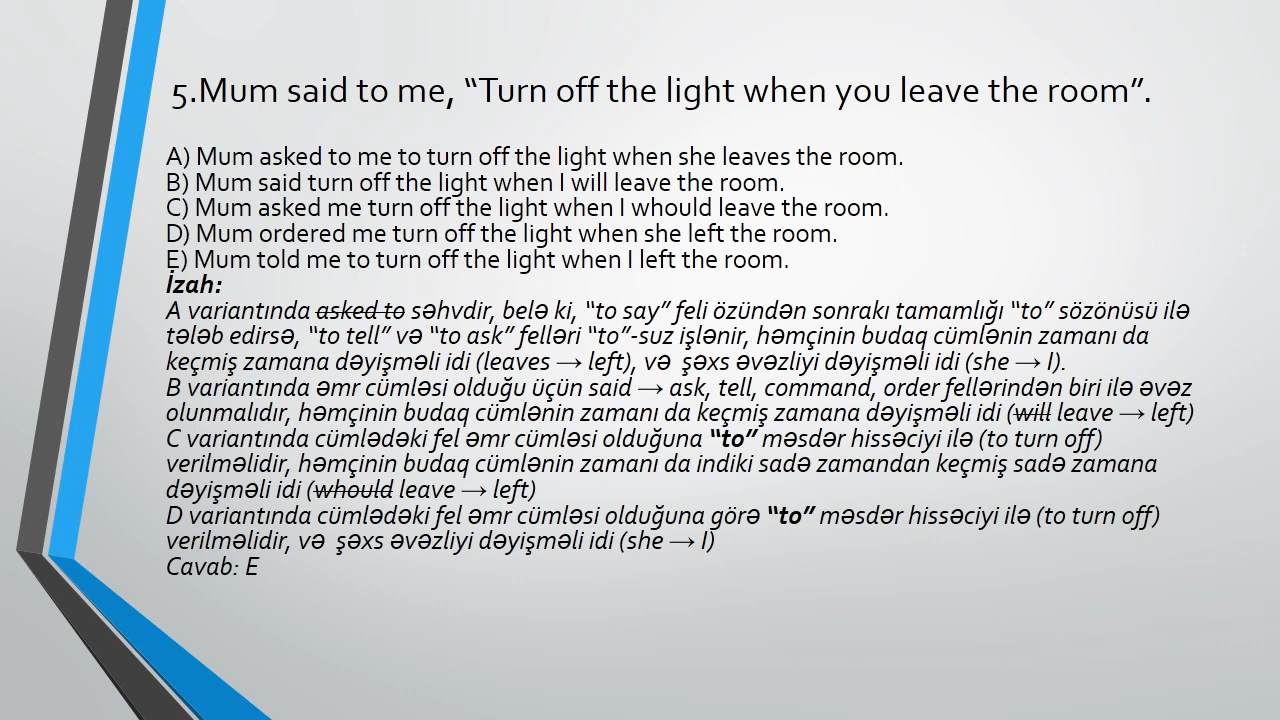 5.Mum said to me, “Turn off the light when you leave the room”.
A) Mum asked to me to turn off the light when she leaves the room.
B) Mum said turn off the light when I will leave the room.
C) Mum asked me turn off the light when I whould leave the room.
D) Mum ordered me turn off the light when she left the room.
E) Mum told me to turn off the light when I left the room.
İzah:
A variantında asked to səhvdir, belə ki, “to say” feli özündən sonrakı tamamlığı “to” sözönüsü ilə
tələb edirsə, “to tell” və “to ask” felləri “to”-suz işlənir, həmçinin budaq cümlənin zamanı da
keçmiş zamana dəyişməli idi (leaves → left), və şəxs əvəzliyi dəyişməli idi (she → I).
B variantında əmr cümləsi olduğu üçün said → ask, tell, command, order fellərindən biri ilə əvəz
olunmalıdır, həmçinin budaq cümlənin zamanı da keçmiş zamana dəyişməli idi (will leave → left)
C variantında cümlədəki fel əmr cümləsi olduğuna “to” məsdər hissəciyi ilə (to turn off)
verilməlidir, həmçinin budaq cümlənin zamanı da indiki sadə zamandan keçmiş sadə zamana
dəyişməli idi (whould leave → left)
D variantında cümlədəki fel əmr cümləsi olduğuna görə “to” məsdər hissəciyi ilə (to turn off)
verilməlidir, və şəxs əvəzliyi dəyişməli idi (she → I)
Cavab: E